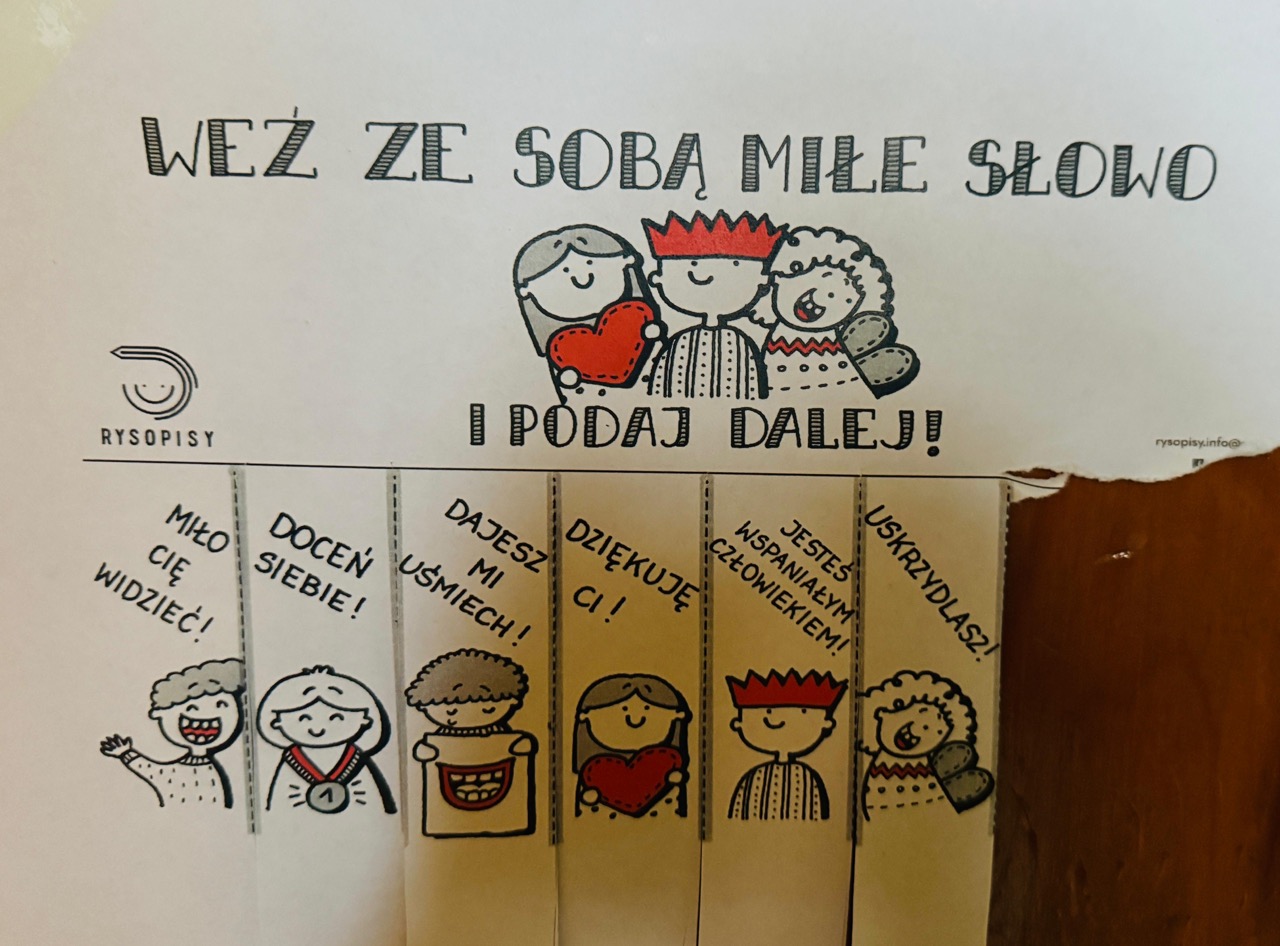 WEŹ ZE SOBĄ MIŁE SŁOWO
I PODAJ DALEJ!
RYSOPISY
rysopisy.info@
MIŁO
CIĘ
WIDZIEĆ!
DOCEŃ
SIEBIE!
DAJESZ
MI
UŚMIECH!
DZIĘKUJĘ
CI!
JESTEŚ
WSPANIAŁYM
CZŁOWIEKIEM!
USKRZYDLASZ!
1